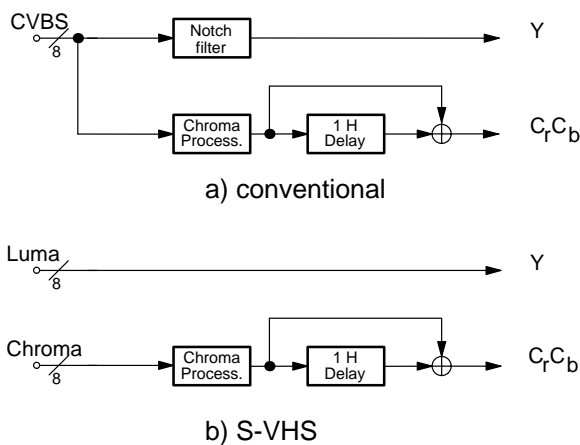 CVBS
8
Notch
filter
Y
Chroma
Process.
1 H
Delay
CrCb
a) conventional
Luma
8
Y
Chroma
8
Chroma
Process.
1 H
Delay
CrCb
b) S-VHS